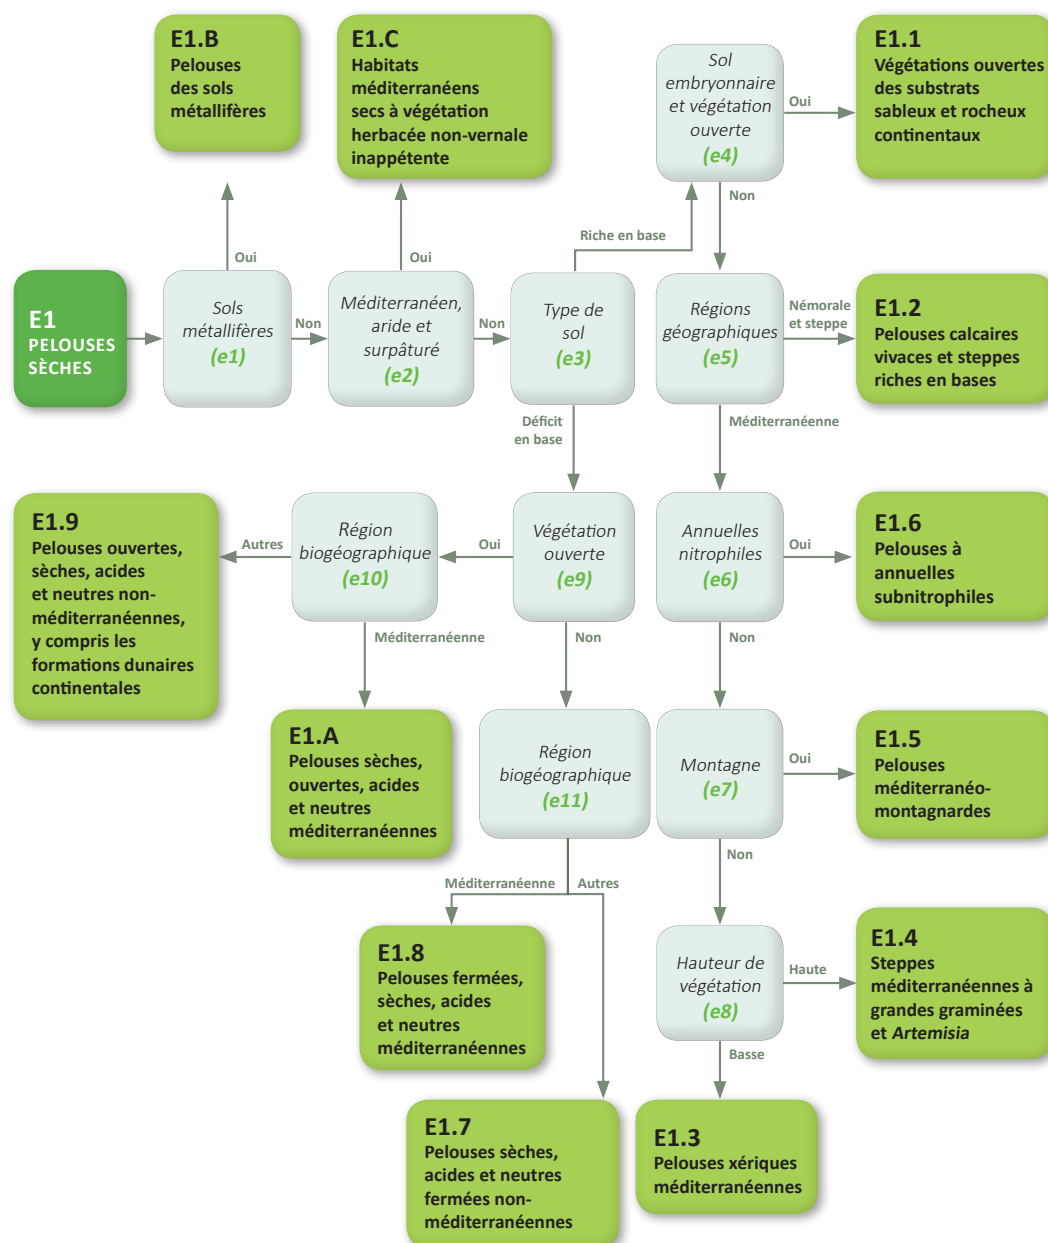 E1.B
Pelouses
des sols
métallifères
E1.C
Habitats
méditerranéens
secs à végétation
herbacée non-vernale
inappétente
Sol
embryonnaire
et végétation
ouverte
(e4)
Oui
E1.1
Végétations ouvertes
des substrats
sableux et rocheux
continentaux
Non
Riche en base
Oui
Oui
E1
PELOUSES
SÈCHES
Sols
métallifères
(e1)
Non
Méditerranéen,
aride et
surpâturé
(e2)
Non
Type de
sol
(e3)
Régions
géographiques
(e5)
Némorale
et steppe
E1.2
Pelouses calcaires
vivaces et steppes
riches en bases
Déficit
en base
Méditerranéenne
E1.9
Pelouses ouvertes,
sèches, acides
et neutres non-
méditerranéennes,
y compris les
formations dunaires
continentales
Autres
Région
biogéographique
(e10)
Oui
Végétation
ouverte
(e9)
Annuelles
nitrophiles
(e6)
Oui
E1.6
Pelouses à
annuelles
subnitrophiles
Méditerranéenne
Non
Non
E1.A
Pelouses sèches,
ouvertes, acides
et neutres
méditerranéennes
Région
biogéographique
(e11)
Montagne
(e7)
Oui
E1.5
Pelouses
méditerranéo-
montagnardes
Méditerranéenne
Autres
Non
E1.8
Pelouses fermées,
sèches, acides
et neutres
méditerranéennes
Hauteur de
végétation
(e8)
Haute
E1.4
Steppes
méditerranéennes à
grandes graminées
et Artemisia
Basse
E1.7
Pelouses sèches,
acides et neutres
fermées non-
méditerranéennes
E1.3
Pelouses xériques
méditerranéennes